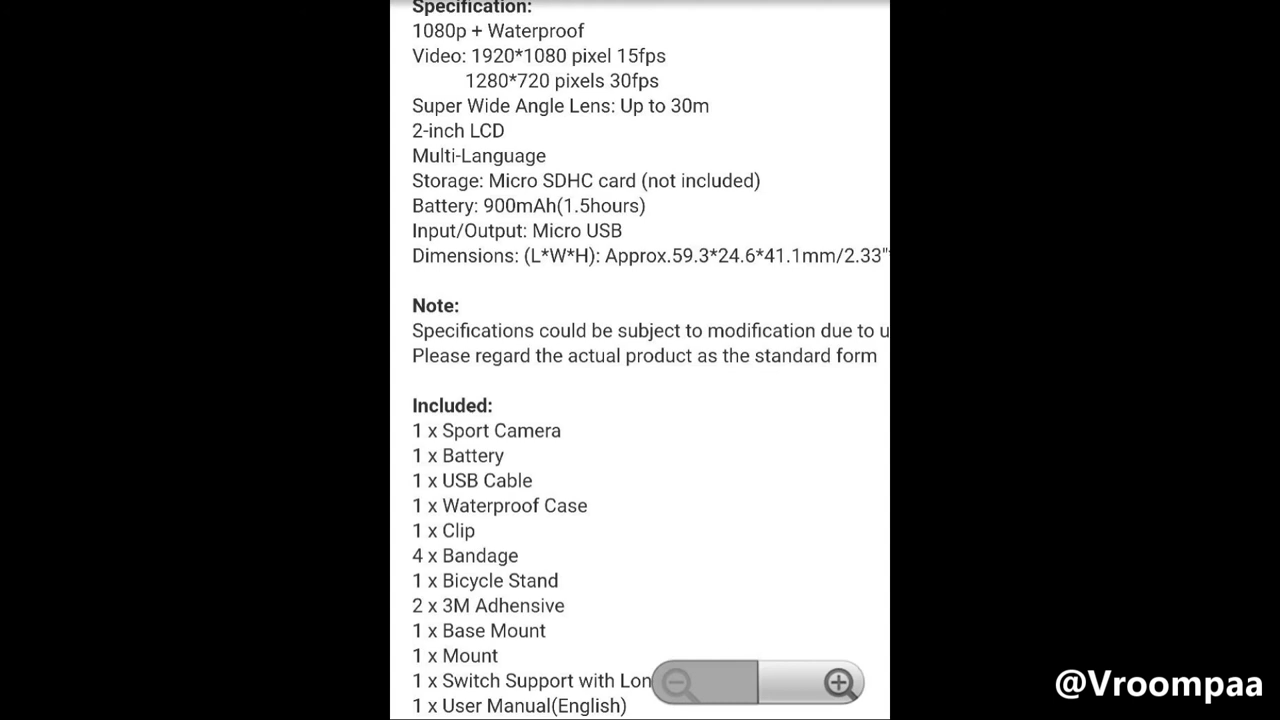 Specification:
1080p + Waterproof
Video: 1920*1080 pixel 15fps
1280*720 pixels 30fps
Super Wide Angle Lens: Up to 30m
2-inch LCD
Multi-Language
Storage: Micro SDHC card (not included)
Battery: 900mAh(1.5hours)
Input/Output: Micro USB
Dimensions: (L*W*H): Approx.59.3*24.6*41.1mm/2.33"
Note:
Specifications could be subject to modification due to u
Please regard the actual product as the standard form
Included:
1 x Sport Camera
1 x Battery
1 x USB Cable
1 x Waterproof Case
1 x Clip
4 x Bandage
1 x Bicycle Stand
2 x 3M Adhensive
1 x Base Mount
1 x Mount
1 x Switch Support with Lon
1 x User Manual(English)
@Vroompaa